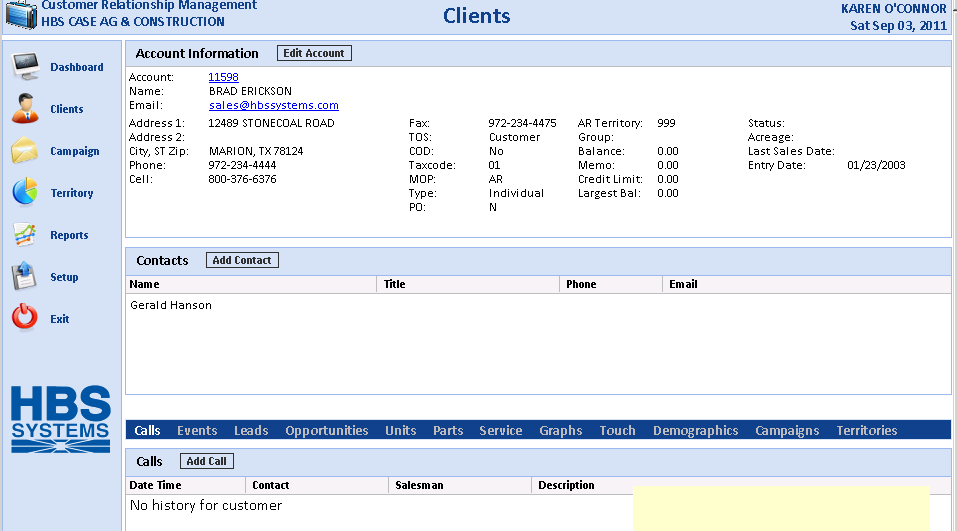 Customer Relationship Management
HBS CASE AG & CONSTRUCTION
Clients
KAREN O'CONNOR
Sat Sep 03, 2011
Dashboard
Clients
Campaign
Territory
Reports
Setup
Exit
HBS
SYSTEMS
Account Information Edit Account
Account: 11598
Name: BRAD ERICKSON
Email: sales@hbssystems.com
Address 1: 12489 STONECOAL ROAD Fax: 972-234-4475 AR Territory: 999 Status:
Address 2: TOS: Customer Group: Acreage:
City, ST Zip: MARION, TX 78124 COD: No Balance: 0.00 Last Sales Date:
Phone: 972-234-4444 Taxcode: 01 Memo: 0.00 Entry Date: 01/23/2003
Cell: 800-376-6376 MOP: AR Credit Limit: 0.00
Type: Individual Largest Bal: 0.00
PO: N
Contacts Add Contact
Name Title Phone Email
Gerald Hanson
Calls Events Leads Opportunities Units Parts Service Graphs Touch Demographics Campaigns Territories
Calls Add Call
Date Time Contact Salesman Description
No history for customer